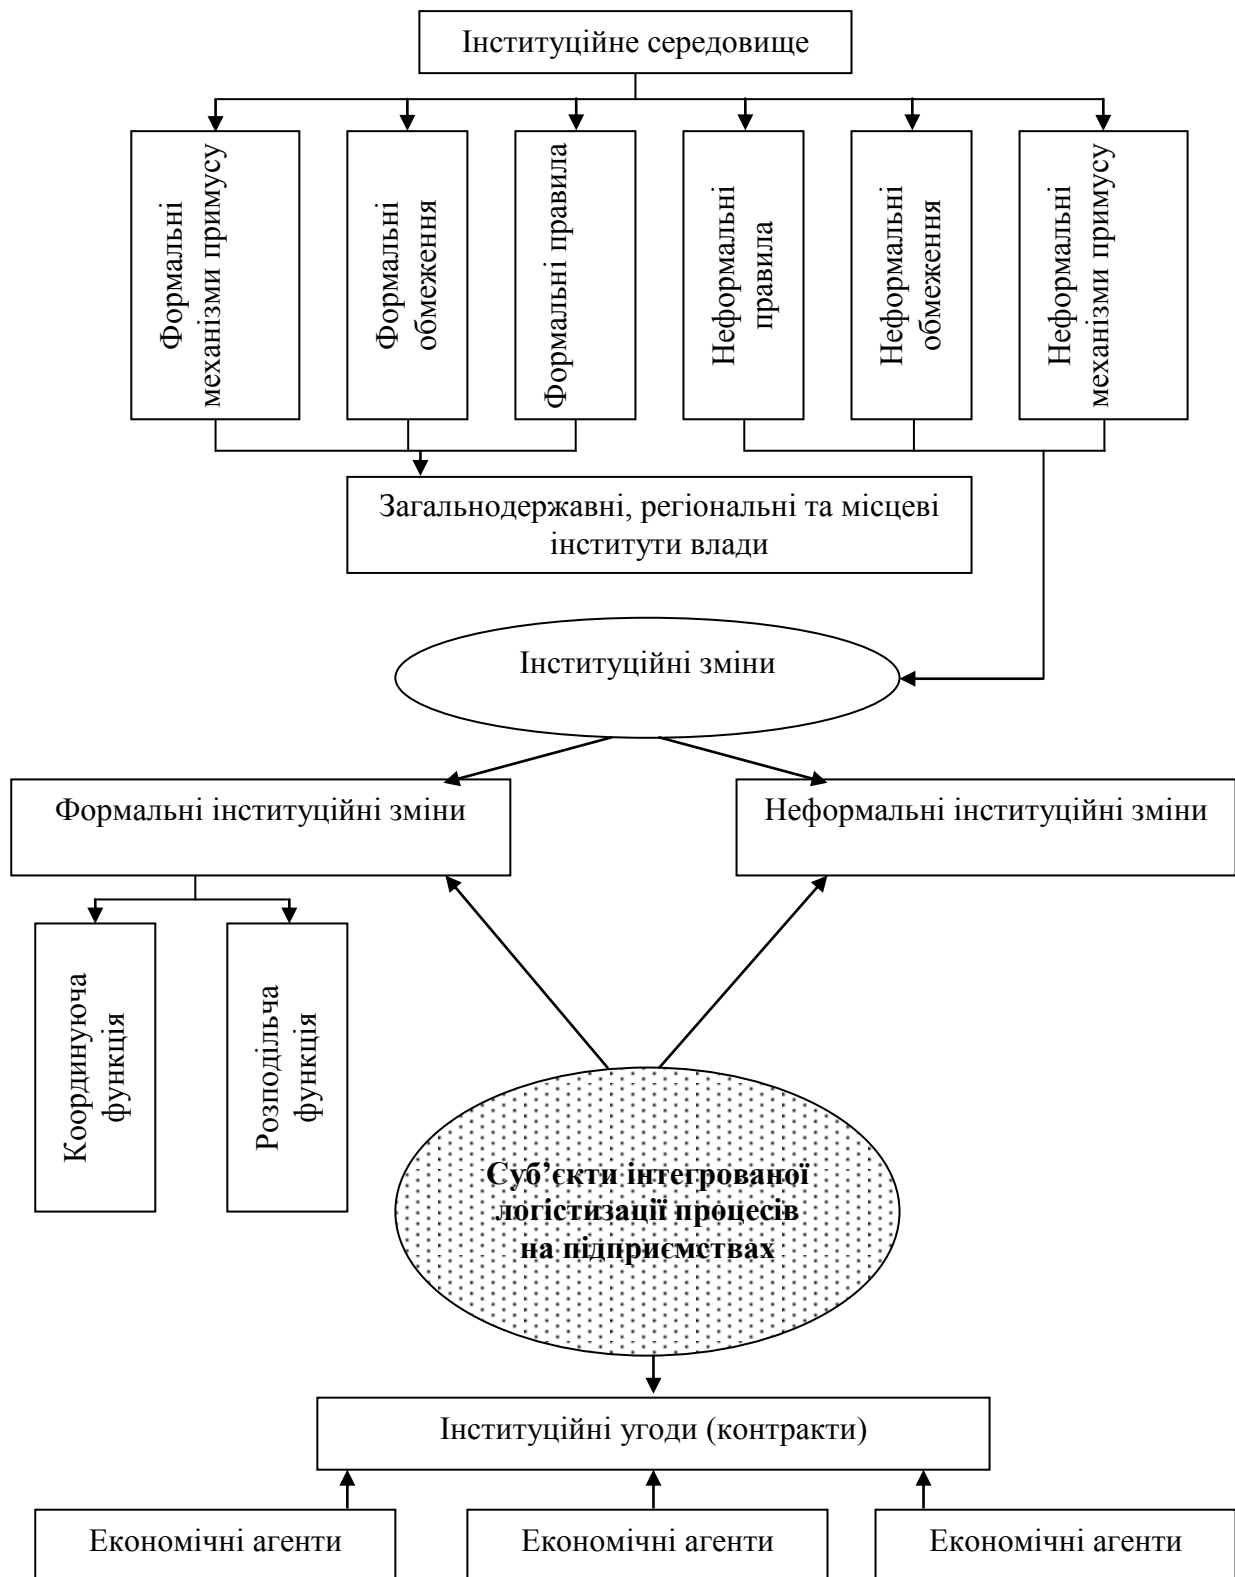 Інституційне середовище
Формальні
механізми примусу
Формальні
обмеження
Формальні правила
Неформальні
правила
Неформальні
обмеження
Неформальні
механізми примусу
Загальнодержавні, регіональні та місцеві
інститути влади
Інституційні зміни
Формальні інституційні зміни
Неформальні інституційні зміни
Координуюча
функція
Розподільча
функція
Суб’єкти інтегрованої
логістизації процесів
на підприємствах
Інституційні угоди (контракти)
Економічні агенти
Економічні агенти
Економічні агенти